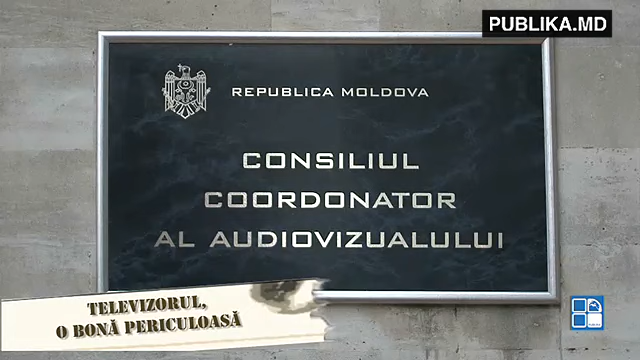 PUBLIKA.MD
REPUBLICA MOLDOVA
CONSILIUL
COORDONATOR
AL AUDIOVIZUALULUI
TELEVIZORUL,
O BONĂ PERICULOASĂ